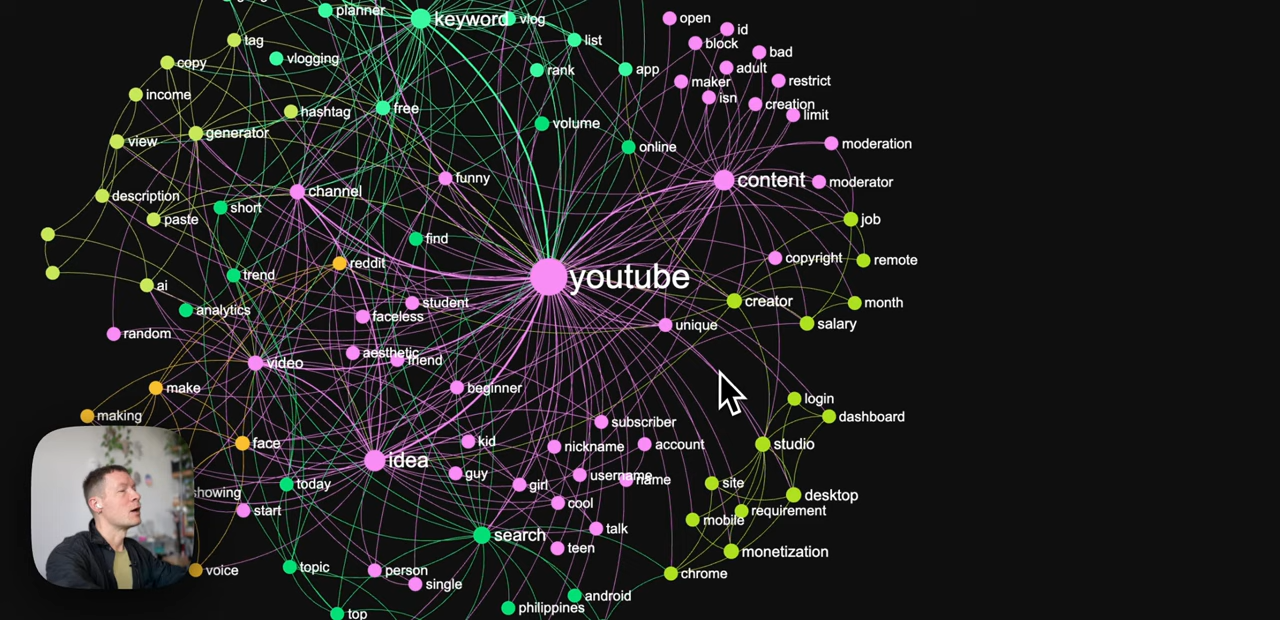 planner
keyword
vlog
open
id
tag
list
block
vlogging
bad
copy
rank
app
adult
maker
restrict
income
isn
creation
hashtag
free
limit
volume
generator
view
online
moderation
funny
content
moderator
channel
description
short
paste
job
find
copyright
remote
reddit
trend
youtube
ai
student
creator
month
analytics
faceless
unique
salary
random
aesthetic
friend
video
make
beginner
login
making
dashboard
subscriber
face
kid
nickname
account
studio
idea
guy
username
name
today
girl
site
showing
desktop
cool
start
requirement
mobile
search
talk
teen
monetization
topic
voice
person
chrome
single
android
philippines
top